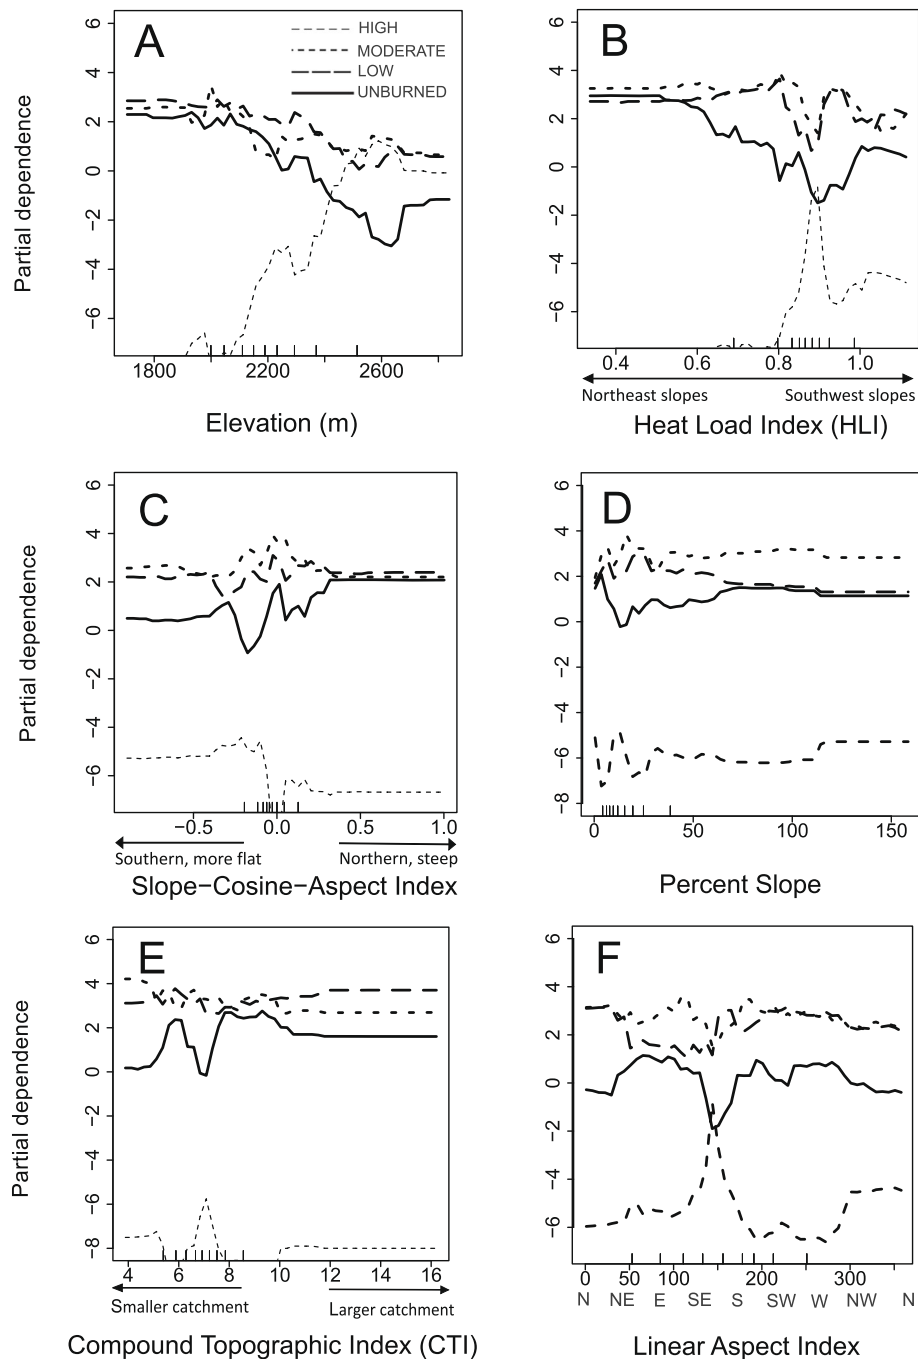 A
HIGH
MODERATE
LOW
UNBURNED
Partial dependence
6
4
2
0
−2
−4
−6
1800 2200 2600
Elevation (m)
B
6
4
2
0
−2
−4
−6
0.4 0.6 0.8 1.0
Northeast slopes Southwest slopes
Heat Load Index (HLI)
C
Partial dependence
6
4
2
0
−2
−4
−6
−0.5 0.0 0.5 1.0
Southern, more flat Northern, steep
Slope−Cosine−Aspect Index
D
6
4
2
0
−2
−4
−6
−8
0 50 100 150
Percent Slope
E
Partial dependence
6
4
2
0
−2
−4
−6
−8
4 6 8 10 12 14 16
Smaller catchment Larger catchment
Compound Topographic Index (CTI)
F
6
4
2
0
−2
−4
−6
0 50 100 200 300
N NE E SE S SW W NW N
Linear Aspect Index